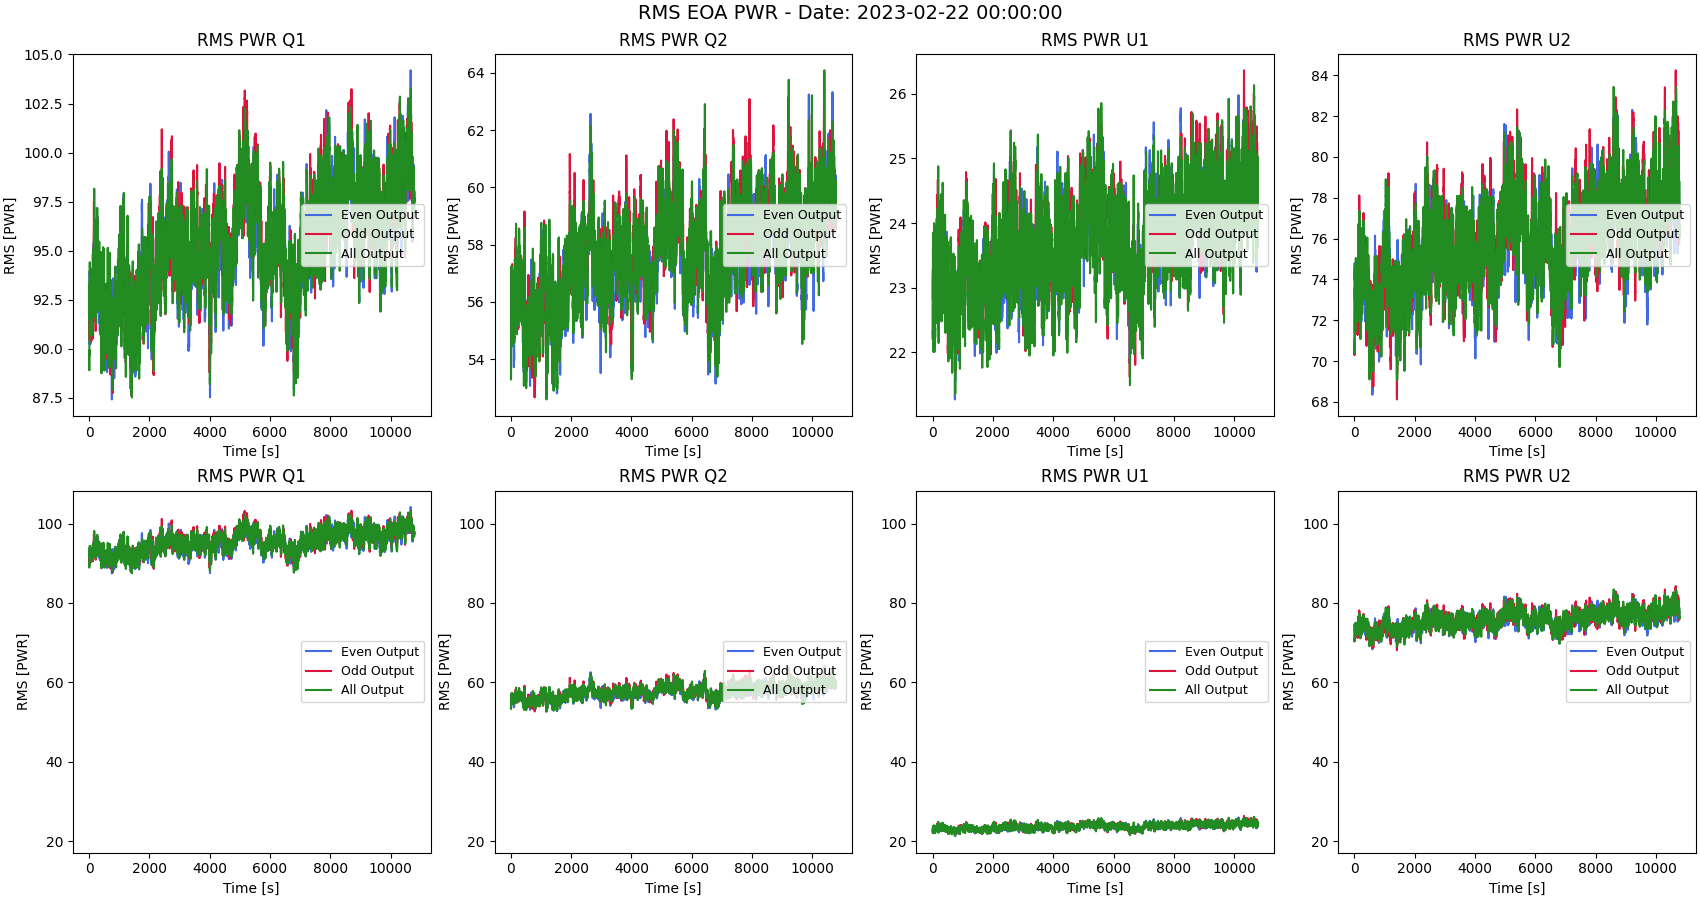 RMS EOA PWR - Date: 2023-02-22 00:00:00
RMS PWR Q1
RMS [PWR]
105.0
102.5
100.0
97.5
95.0
92.5
90.0
87.5
Even Output
Odd Output
All Output
0 2000 4000 6000 8000 10000
Time [s]
RMS PWR Q2
RMS [PWR]
64
62
60
58
56
54
Even Output
Odd Output
All Output
0 2000 4000 6000 8000 10000
Time [s]
RMS PWR U1
RMS [PWR]
26
25
24
23
22
Even Output
Odd Output
All Output
0 2000 4000 6000 8000 10000
Time [s]
RMS PWR U2
RMS [PWR]
84
82
80
78
76
74
72
70
68
Even Output
Odd Output
All Output
0 2000 4000 6000 8000 10000
Time [s]
RMS PWR Q1
RMS [PWR]
100
80
60
40
20
Even Output
Odd Output
All Output
0 2000 4000 6000 8000 10000
Time [s]
RMS PWR Q2
RMS [PWR]
100
80
60
40
20
Even Output
Odd Output
All Output
0 2000 4000 6000 8000 10000
Time [s]
RMS PWR U1
RMS [PWR]
100
80
60
40
20
Even Output
Odd Output
All Output
0 2000 4000 6000 8000 10000
Time [s]
RMS PWR U2
RMS [PWR]
100
80
60
40
20
Even Output
Odd Output
All Output
0 2000 4000 6000 8000 10000
Time [s]